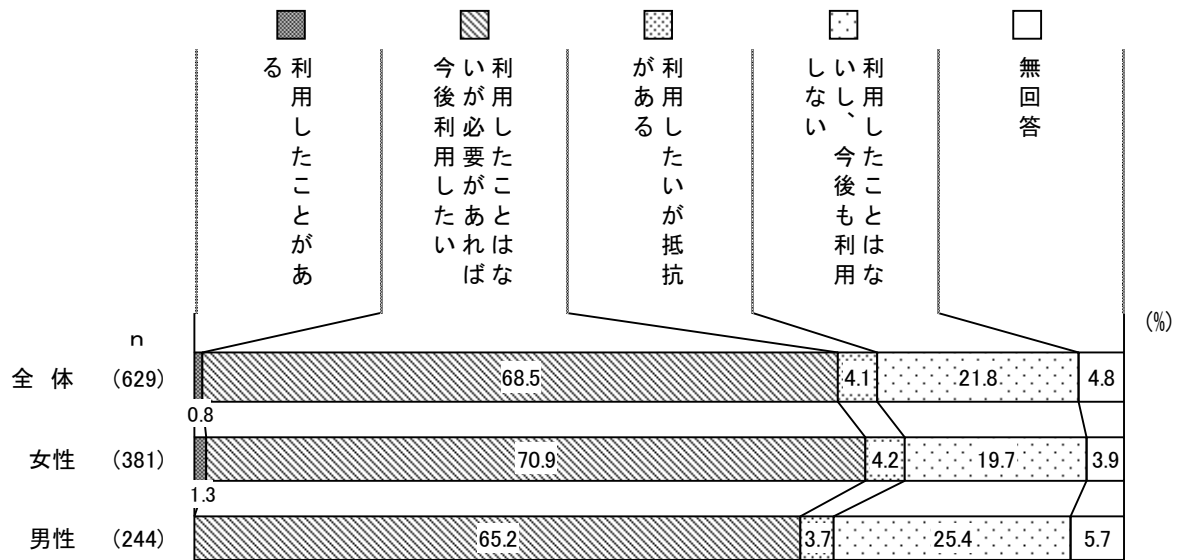 利用したことがあ
る
利用したことはな
いが必要があれば
今後利用したい
利用したいが抵抗
がある
利用したことはな
いし、今後も利用
しない
無回答
(%)
n
全 体 (629) 68.5 4.1 21.8 4.8
0.8
女性 (381) 70.9 4.2 19.7 3.9
1.3
男性 (244) 65.2 3.7 25.4 5.7